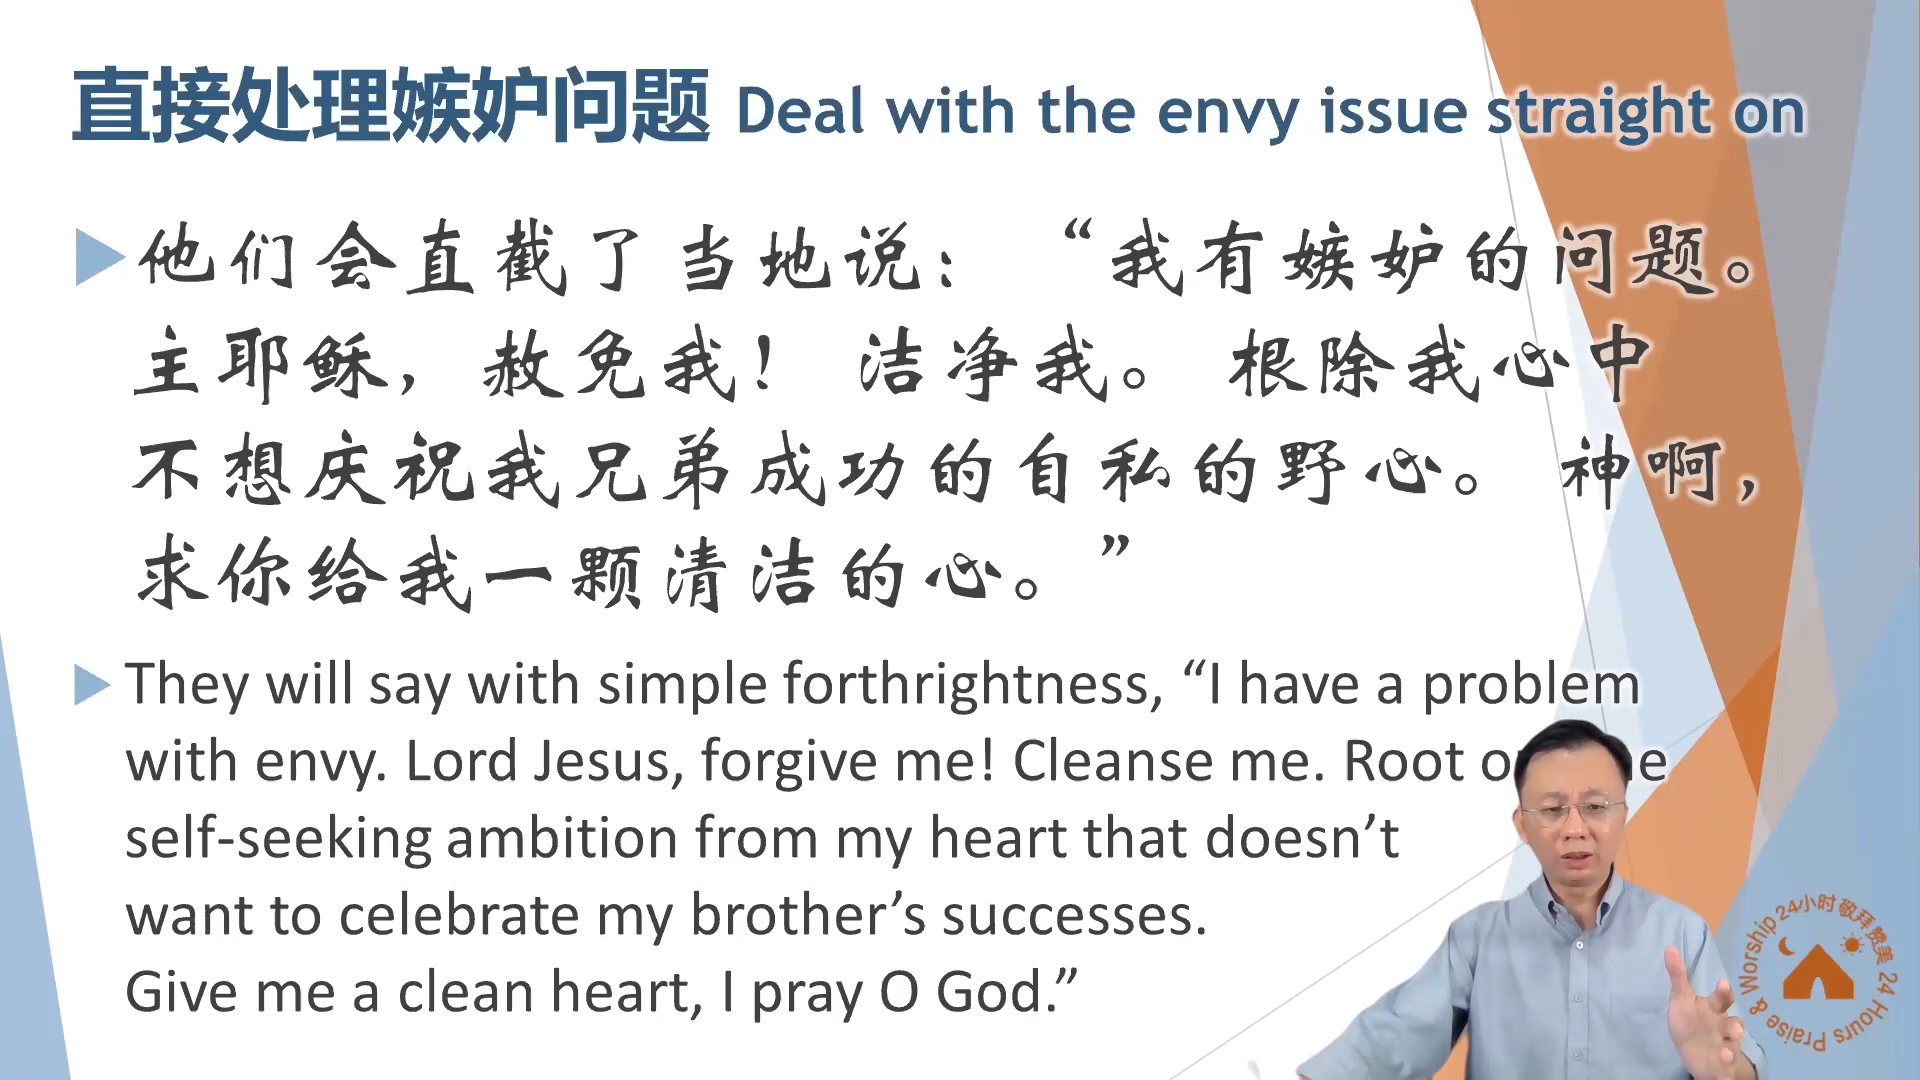 直接处理嫉妒问题 Deal with the envy issue straight on
他们会直截了当地说：“我有嫉妒的问题。
主耶稣，赦免我！ 洁净我。 根除我心中
不想庆祝我兄弟成功的自私的野心。 神啊，
求你给我一颗清洁的心。”
They will say with simple forthrightness, “I have a problem
with envy. Lord Jesus, forgive me! Cleanse me. Root
self-seeking ambition from my heart that doesn’t
want to celebrate my brother’s successes.
Give me a clean heart, I pray O God.”
24小时敬拜赞美 24 Hours Praise & Worship